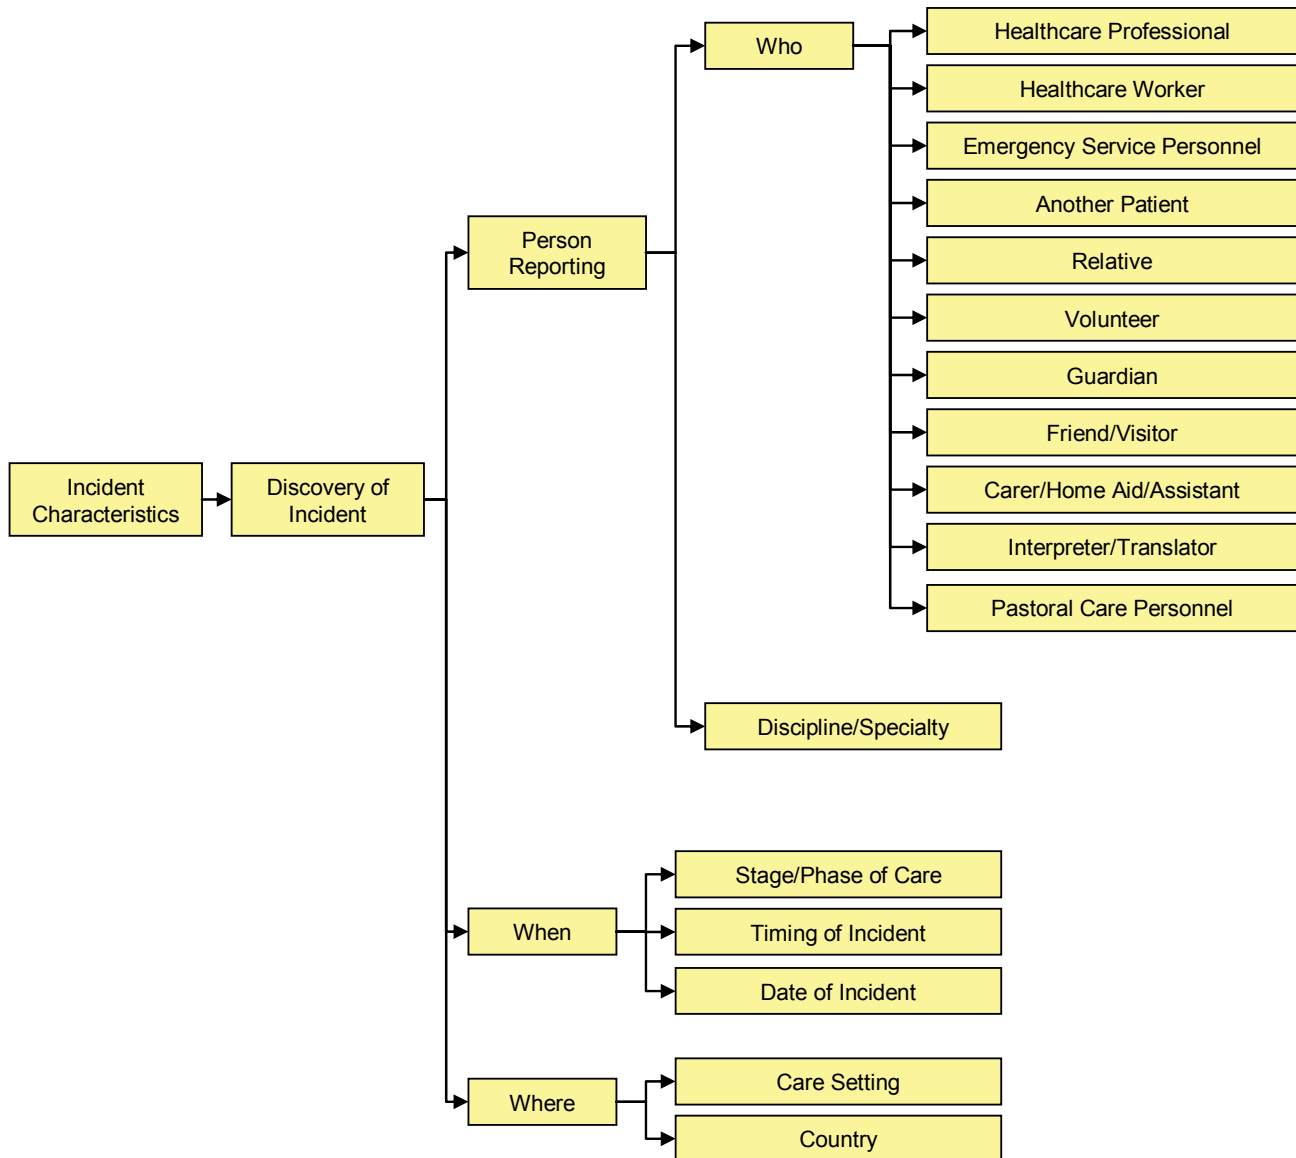 Who
Healthcare Professional
Healthcare Worker
Emergency Service Personnel
Another Patient
Person
Reporting
Relative
Volunteer
Guardian
Friend/Visitor
Incident
Characteristics
Discovery of
Incident
Carer/Home Aid/Assistant
Interpreter/Translator
Pastoral Care Personnel
Discipline/Specialty
When
Stage/Phase of Care
Timing of Incident
Date of Incident
Where
Care Setting
Country